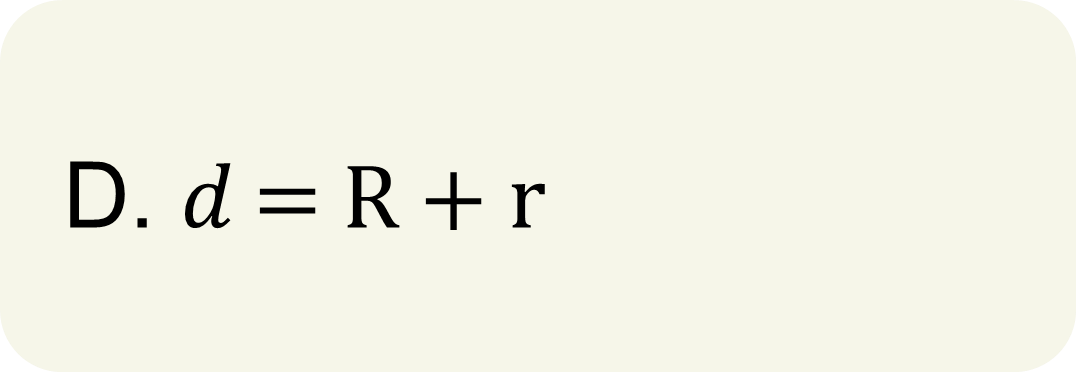 D. d = R + r